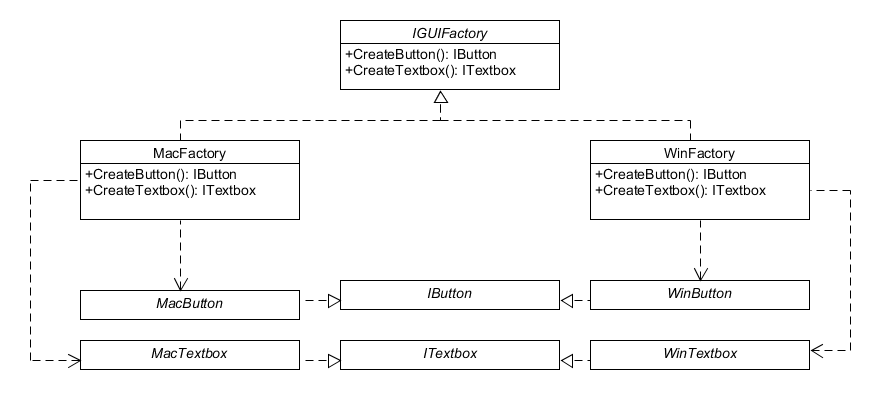 IGUIFactory
+CreateButton(): IButton
+CreateTextbox(): ITextbox
MacFactory
+CreateButton(): IButton
+CreateTextbox(): ITextbox
WinFactory
+CreateButton(): IButton
+CreateTextbox(): ITextbox
MacButton
IButton
WinButton
MacTextbox
ITextbox
WinTextbox